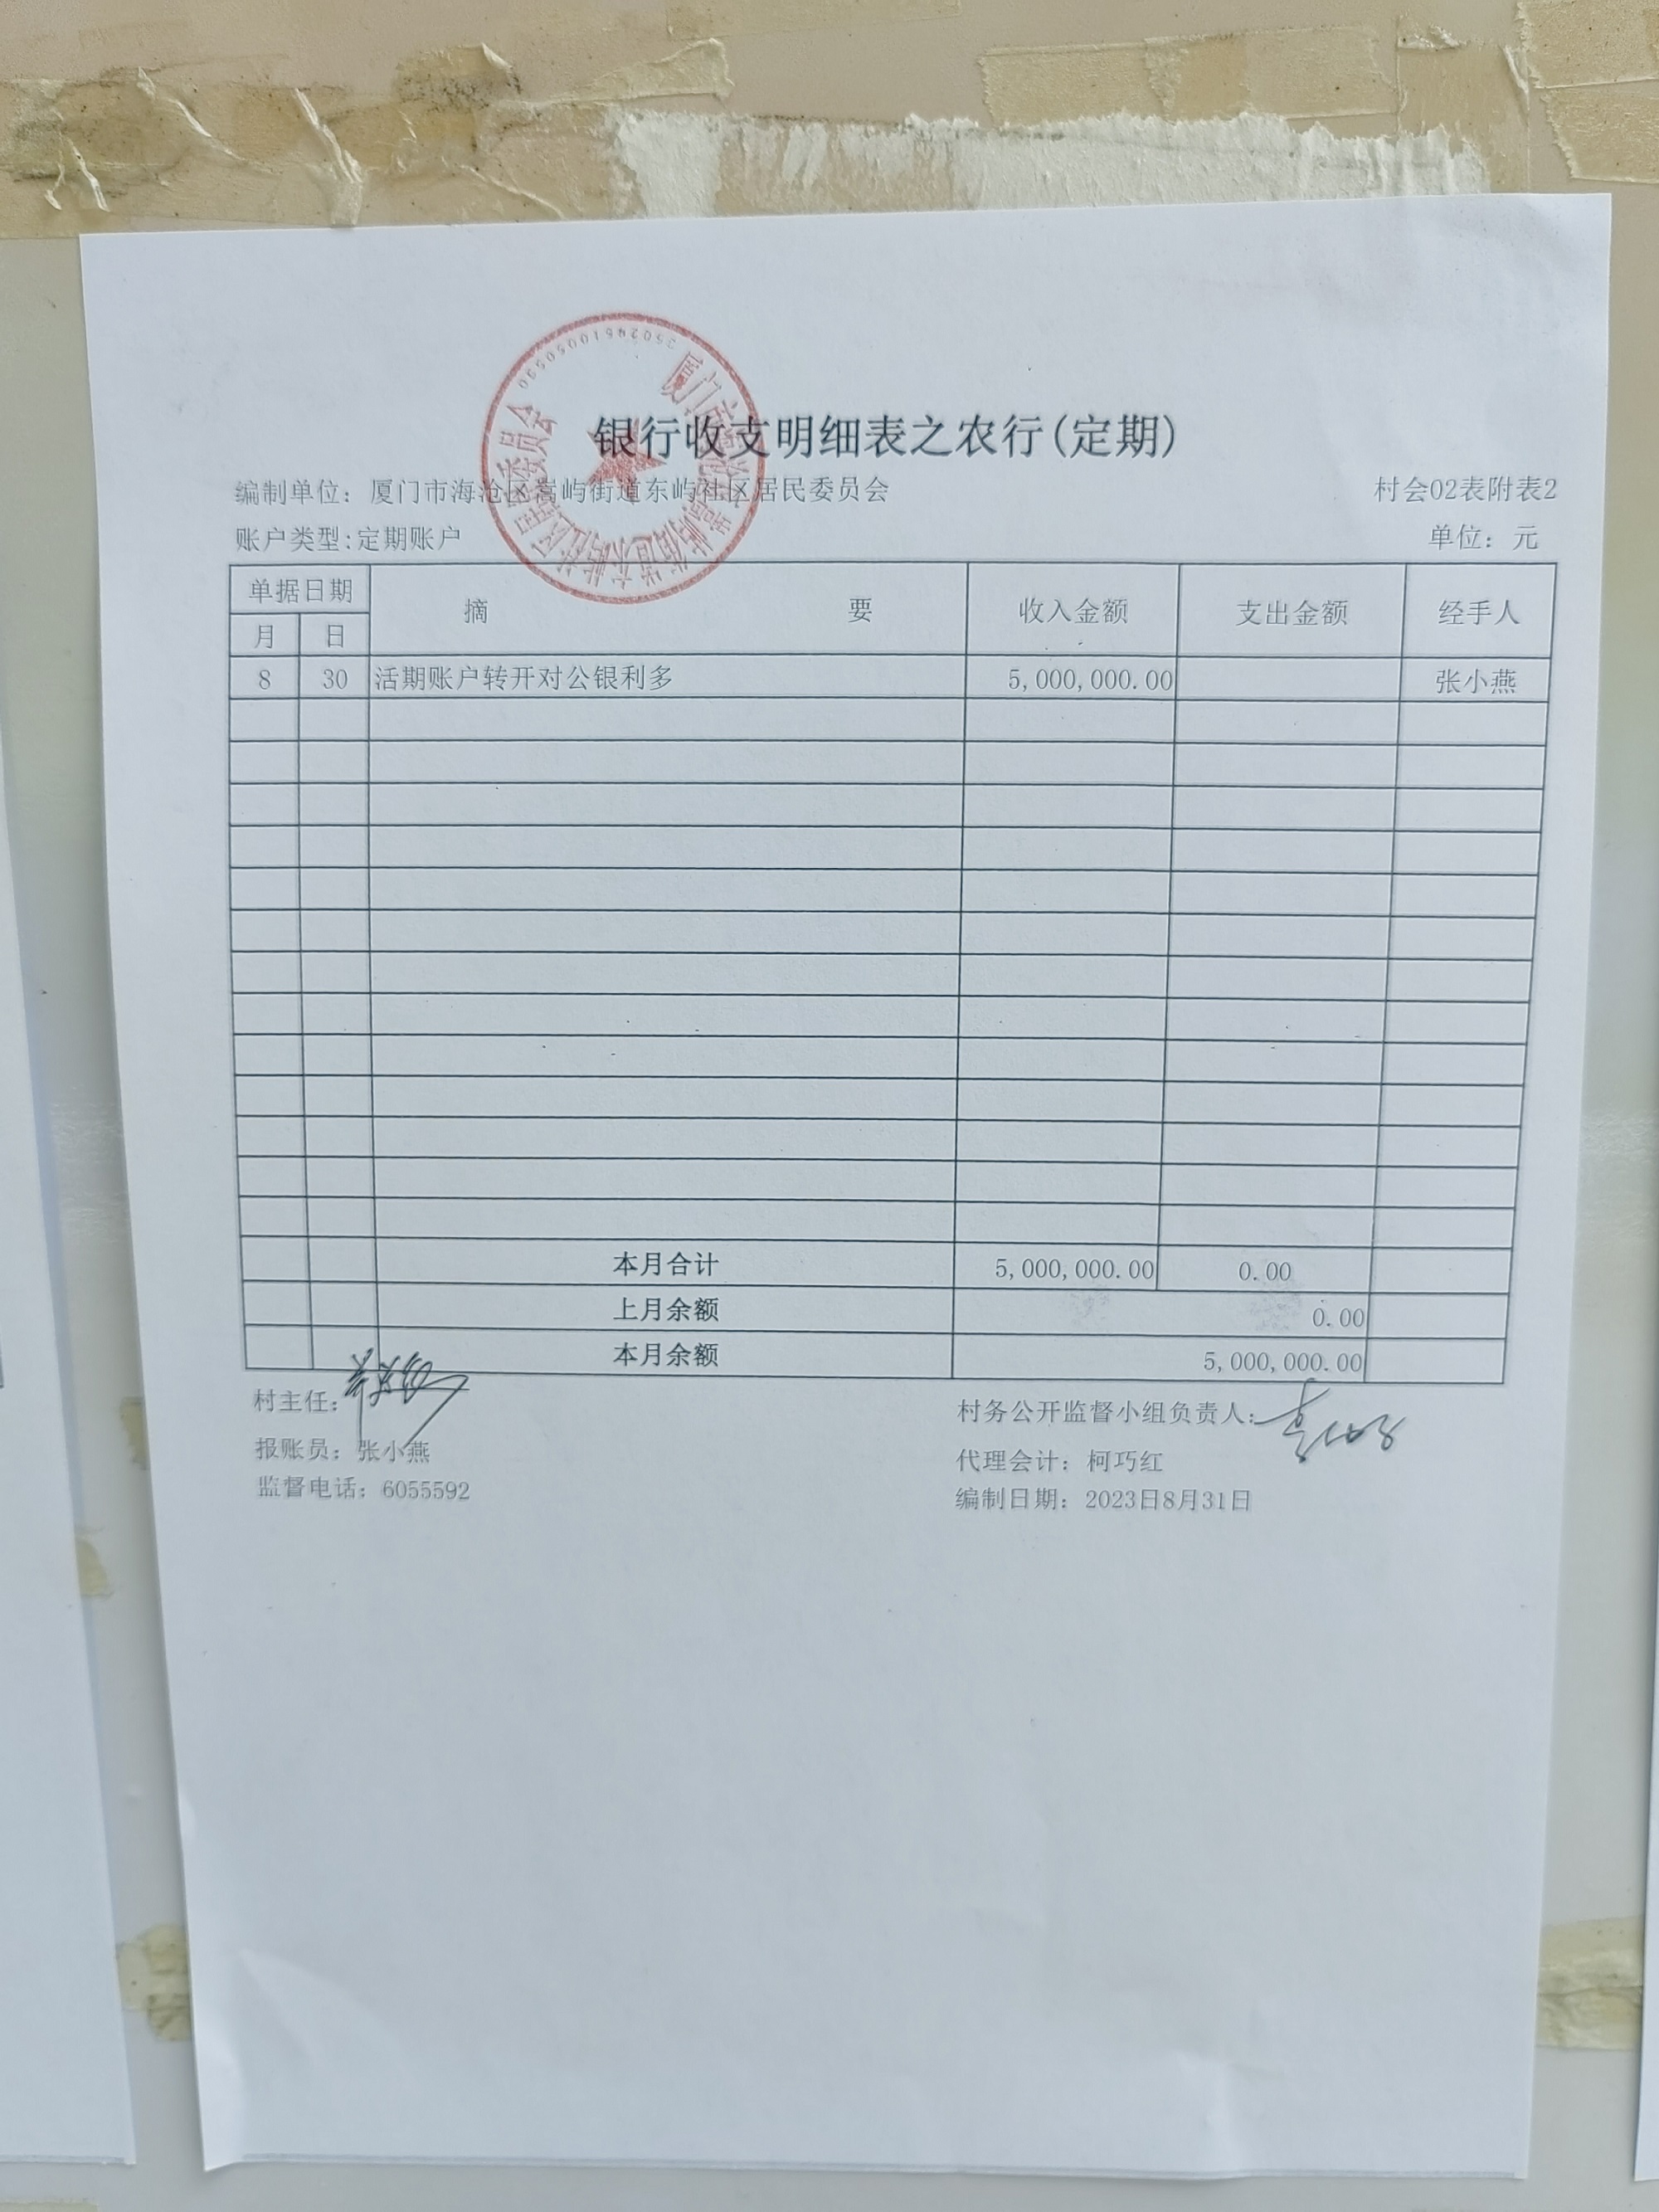 银行收支明细表之农行(定期)
编制单位：厦门市海沧区嵩屿街道东屿社区居民委员会 村会02表附表2
账户类型:定期账户 单位：元
单据日期 摘 要 收入金额 支出金额 经手人
月 日
8 30 活期账户转开对公银利多 5,000,000.00 张小燕
本月合计 5,000,000.00 0.00
上月余额 0.00
本月余额 5,000,000.00
村主任： 村务公开监督小组负责人：
报账员：张小燕 代理会计：柯巧红
监督电话：6055592 编制日期：2023日8月31日